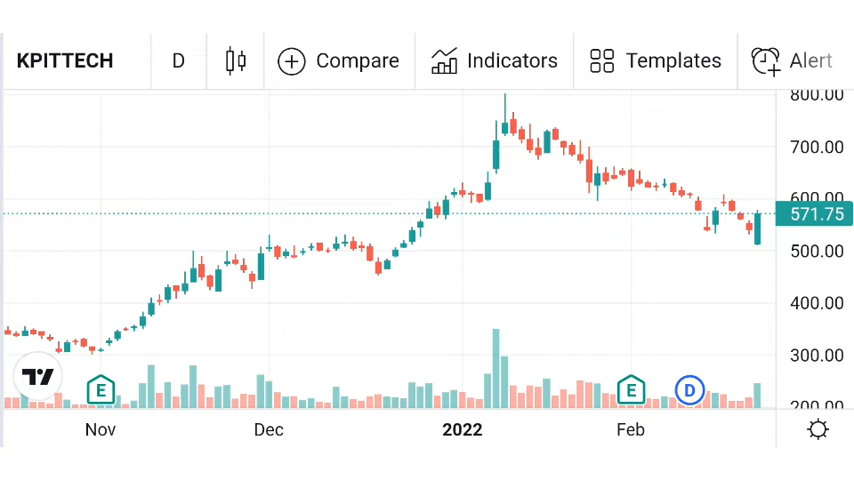 KPITTECH D Compare Indicators Templates Alert
800.00
700.00
600.00
571.75
500.00
400.00
300.00
200.00
E E D
Nov Dec 2022 Feb